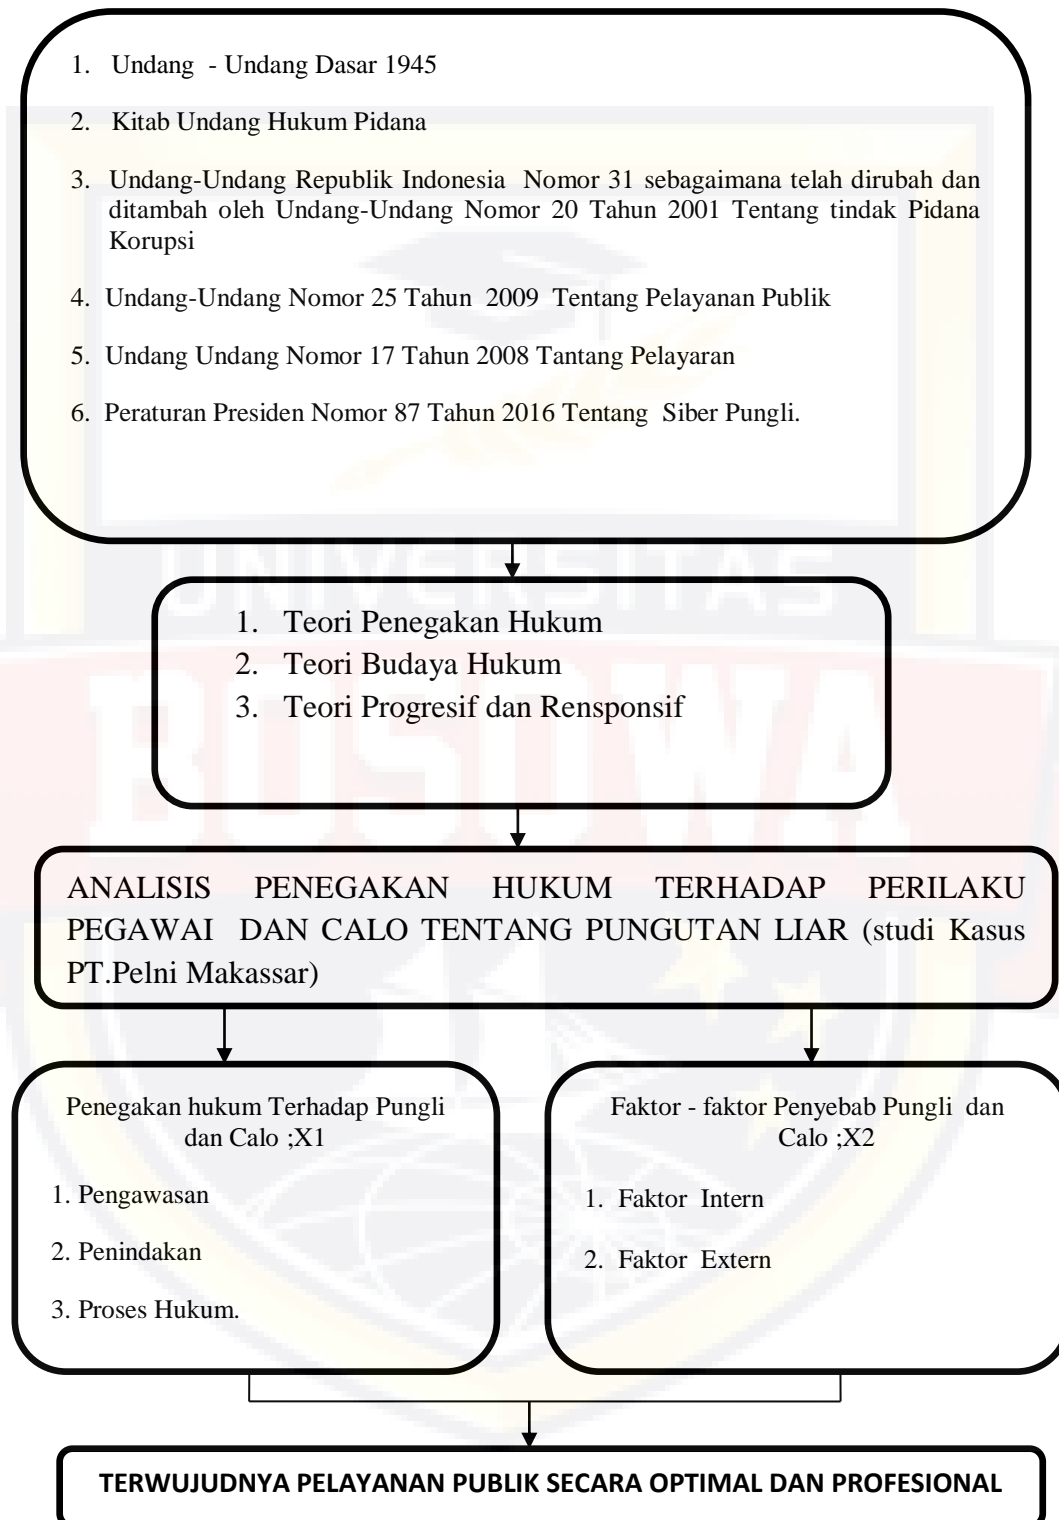 1. Undang - Undang Dasar 1945
2. Kitab Undang Hukum Pidana
3. Undang-Undang Republik Indonesia Nomor 31 sebagaimana telah dirubah dan
ditambah oleh Undang-Undang Nomor 20 Tahun 2001 Tentang tindak Pidana
Korupsi
4. Undang-Undang Nomor 25 Tahun 2009 Tentang Pelayanan Publik
5. Undang Undang Nomor 17 Tahun 2008 Tantang Pelayaran
6. Peraturan Presiden Nomor 87 Tahun 2016 Tentang Siber Pungli.
UNIVERSITAS
1. Teori Penegakan Hukum
2. Teori Budaya Hukum
3. Teori Progresif dan Rensponsif
BOSOWA
ANALISIS PENEGAKAN HUKUM TERHADAP PERILAKU
PEGAWAI DAN CALO TENTANG PUNGUTAN LIAR (studi Kasus
PT.Pelni Makassar)
Penegakan hukum Terhadap Pungli
dan Calo ;X1
1. Pengawasan
2. Penindakan
3. Proses Hukum.
Faktor - faktor Penyebab Pungli dan
Calo ;X2
1. Faktor Intern
2. Faktor Extern
TERWUJUDNYA PELAYANAN PUBLIK SECARA OPTIMAL DAN PROFESIONAL